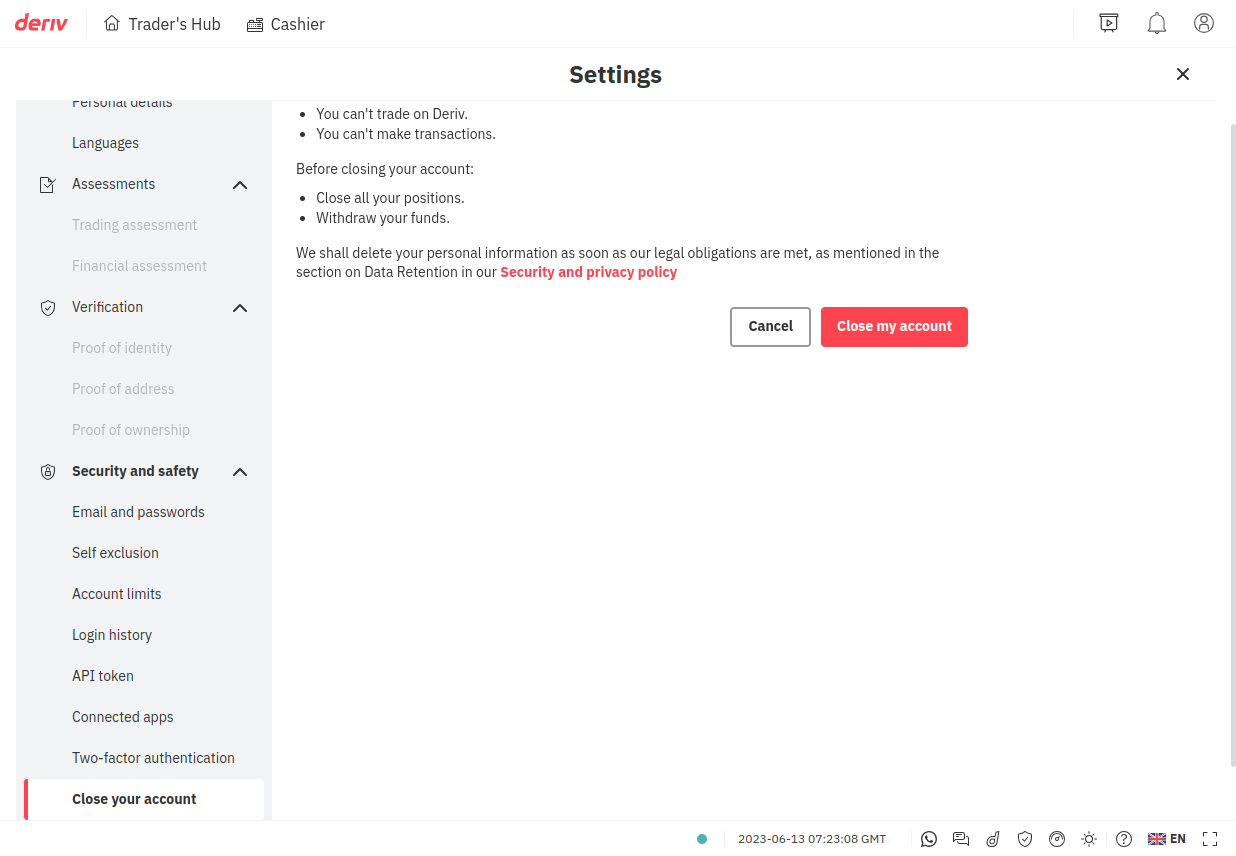 deriv
Trader's Hub
Cashier
Settings
Personal details
Languages
Assessments
Trading assessment
Financial assessment
Verification
Proof of identity
Proof of address
Proof of ownership
Security and safety
Email and passwords
Self exclusion
Account limits
Login history
API token
Connected apps
Two-factor authentication
Close your account
• You can't trade on Deriv.
• You can't make transactions.
Before closing your account:
• Close all your positions.
• Withdraw your funds.
We shall delete your personal information as soon as our legal obligations are met, as mentioned in the
section on Data Retention in our Security and privacy policy
Cancel
Close my account
2023-06-13 07:23:08 GMT
EN